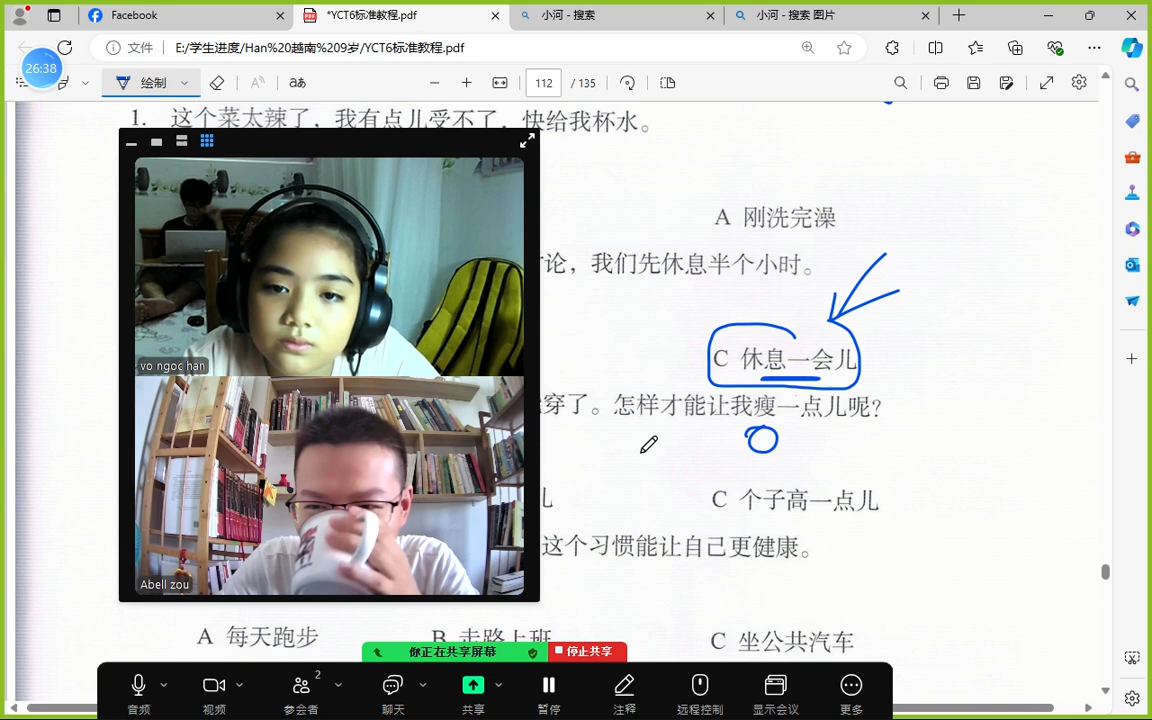 Facebook
*YCT6标准教程.pdf
小河 - 搜索
小河 - 搜索 图片
文件
E:/学生进度/Han%20越南%209岁/YCT6标准教程.pdf
26:38
绘制
aあ
112
/ 135
1. 这个菜太辣了，我有点儿受不了，快给我杯水。
A 刚洗完澡
论，我们先休息半个小时。
C 休息一会儿
穿了。怎样才能让我瘦一点儿呢？
vo ngoc han
儿
C 个子高一点儿
这个习惯能让自己更健康。
Abell zou
A 每天跑步
B 走路上班
C 坐公共汽车
你正在共享屏幕
停止共享
音频
视频
2
参会者
聊天
共享
暂停
注释
远程控制
显示会议
更多